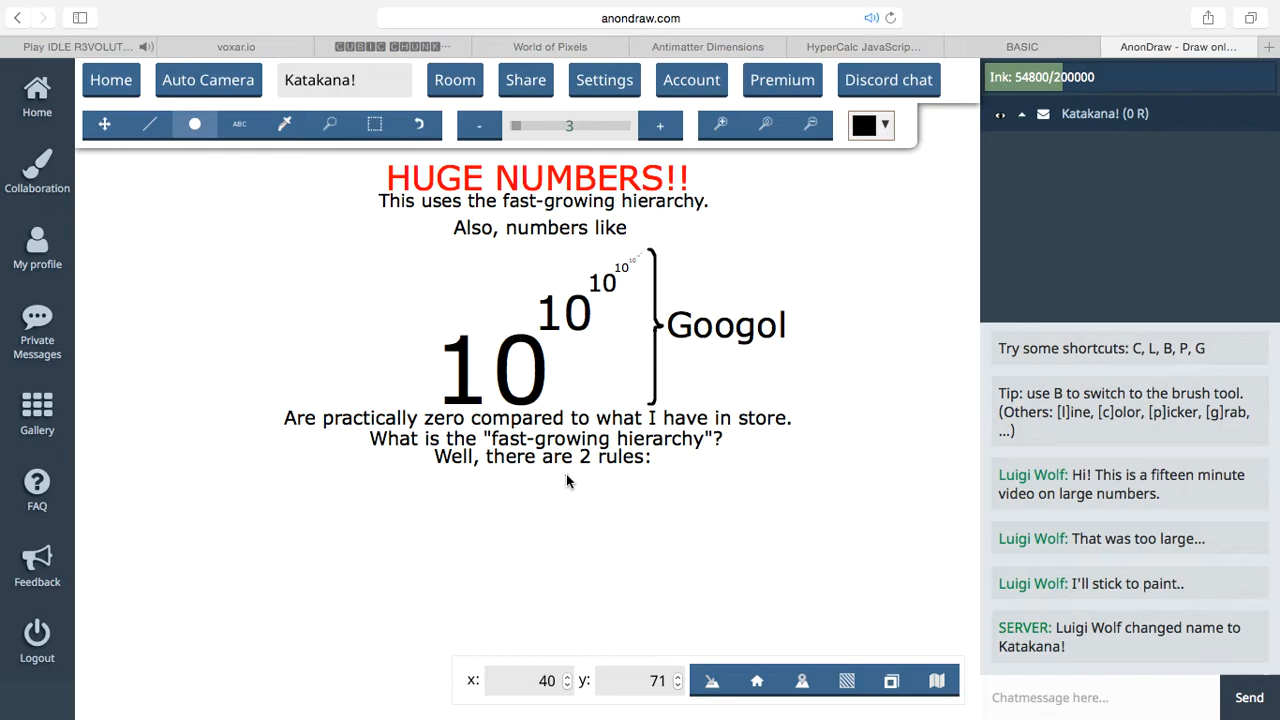 anondraw.com
Play IDLE R3VOLUT...
voxar.io
🅲🆄🅱🅸🅲 🅲🅷🆄🅽🅺...
World of Pixels
Antimatter Dimensions
HyperCalc JavaScrip...
BASIC
AnonDraw - Draw onl...
Home
Auto Camera
Katakana!
Room
Share
Settings
Account
Premium
Discord chat
Ink: 54800/200000
ABC
-
3
+
Katakana! (0 R)
Home
Collaboration
My profile
Private
Messages
Gallery
FAQ
Feedback
Logout
HUGE NUMBERS!!
This uses the fast-growing hierarchy.
Also, numbers like
10 10 10 10 10
Googol
Are practically zero compared to what I have in store.
What is the "fast-growing hierarchy"?
Well, there are 2 rules:
x: 40 y: 71
Try some shortcuts: C, L, B, P, G
Tip: use B to switch to the brush tool.
(Others: [l]ine, [c]olor, [p]icker, [g]rab,
...)
Luigi Wolf: Hi! This is a fifteen minute
video on large numbers.
Luigi Wolf: That was too large...
Luigi Wolf: I'll stick to paint..
SERVER: Luigi Wolf changed name to
Katakana!
Chatmessage here...
Send